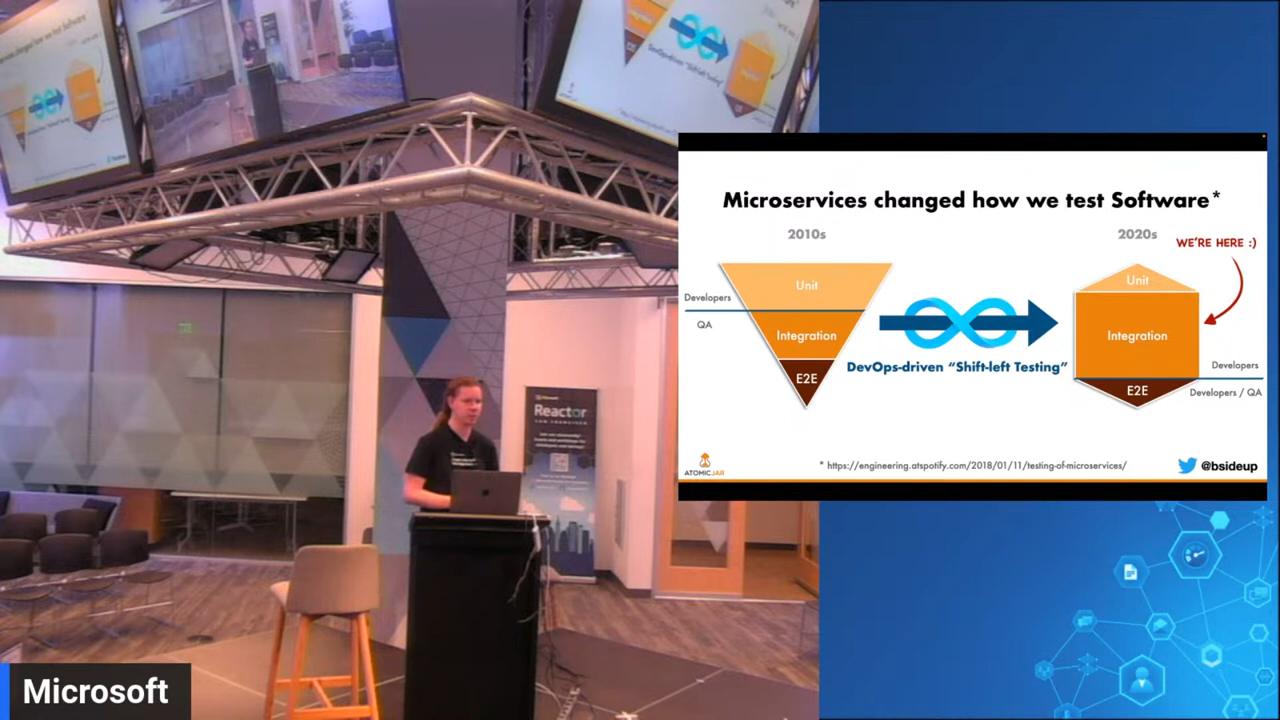 Microservices changed how we test Software*
2010s
2020s
WE'RE HERE :)
Unit
Unit
Developers
QA
Integration
Integration
DevOps-driven "Shift-left Testing"
Developers
E2E
E2E
Developers / QA
* https://engineering.atspotify.com/2018/01/11/testing-of-microservices/
ATOMICJAR
@bsideup
Reactor
SAN FRANCISCO
Microsoft